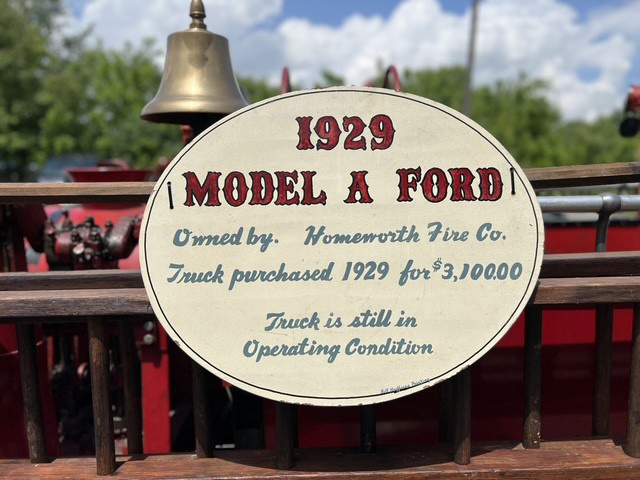 1929
MODEL A FORD
Owned by. Homeworth Fire Co.
Truck purchased 1929 for $3,100.00
Truck is still in
Operating Condition